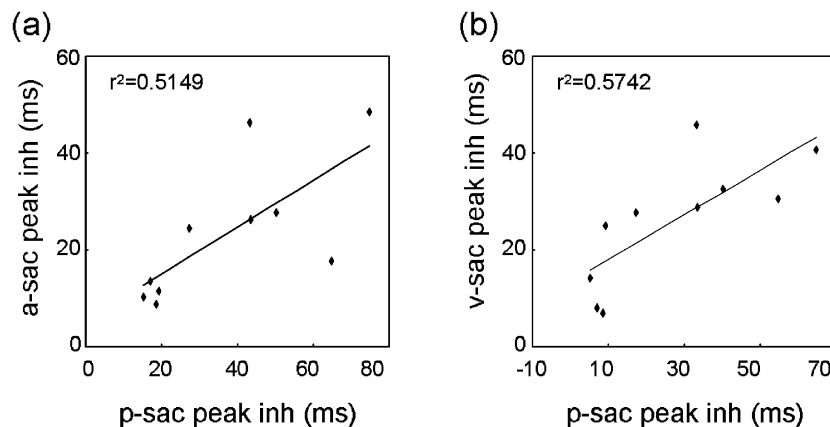 (a)
r²=0.5149
a-sac peak inh (ms)
60
40
20
0
0 20 40 60 80
p-sac peak inh (ms)
(b)
r²=0.5742
v-sac peak inh (ms)
60
40
20
0
-10 10 30 50 70
p-sac peak inh (ms)